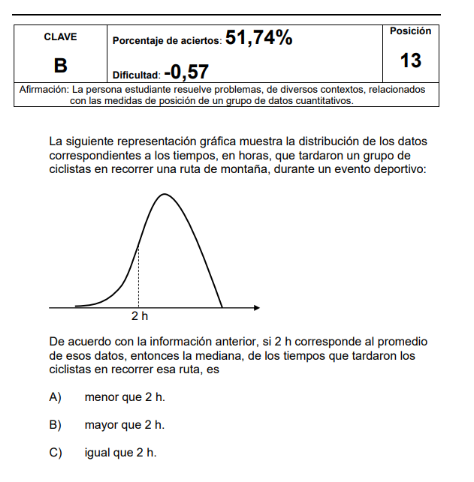 CLAVE
B
Porcentaje de aciertos: 51,74%
Dificultad: -0,57
Posición
13
Afirmación: La persona estudiante resuelve problemas, de diversos contextos, relacionados
con las medidas de posición de un grupo de datos cuantitativos.
La siguiente representación gráfica muestra la distribución de los datos
correspondientes a los tiempos, en horas, que tardaron un grupo de
ciclistas en recorrer una ruta de montaña, durante un evento deportivo:
2 h
De acuerdo con la información anterior, si 2 h corresponde al promedio
de esos datos, entonces la mediana, de los tiempos que tardaron los
ciclistas en recorrer esa ruta, es
A) menor que 2 h.
B) mayor que 2 h.
C) igual que 2 h.